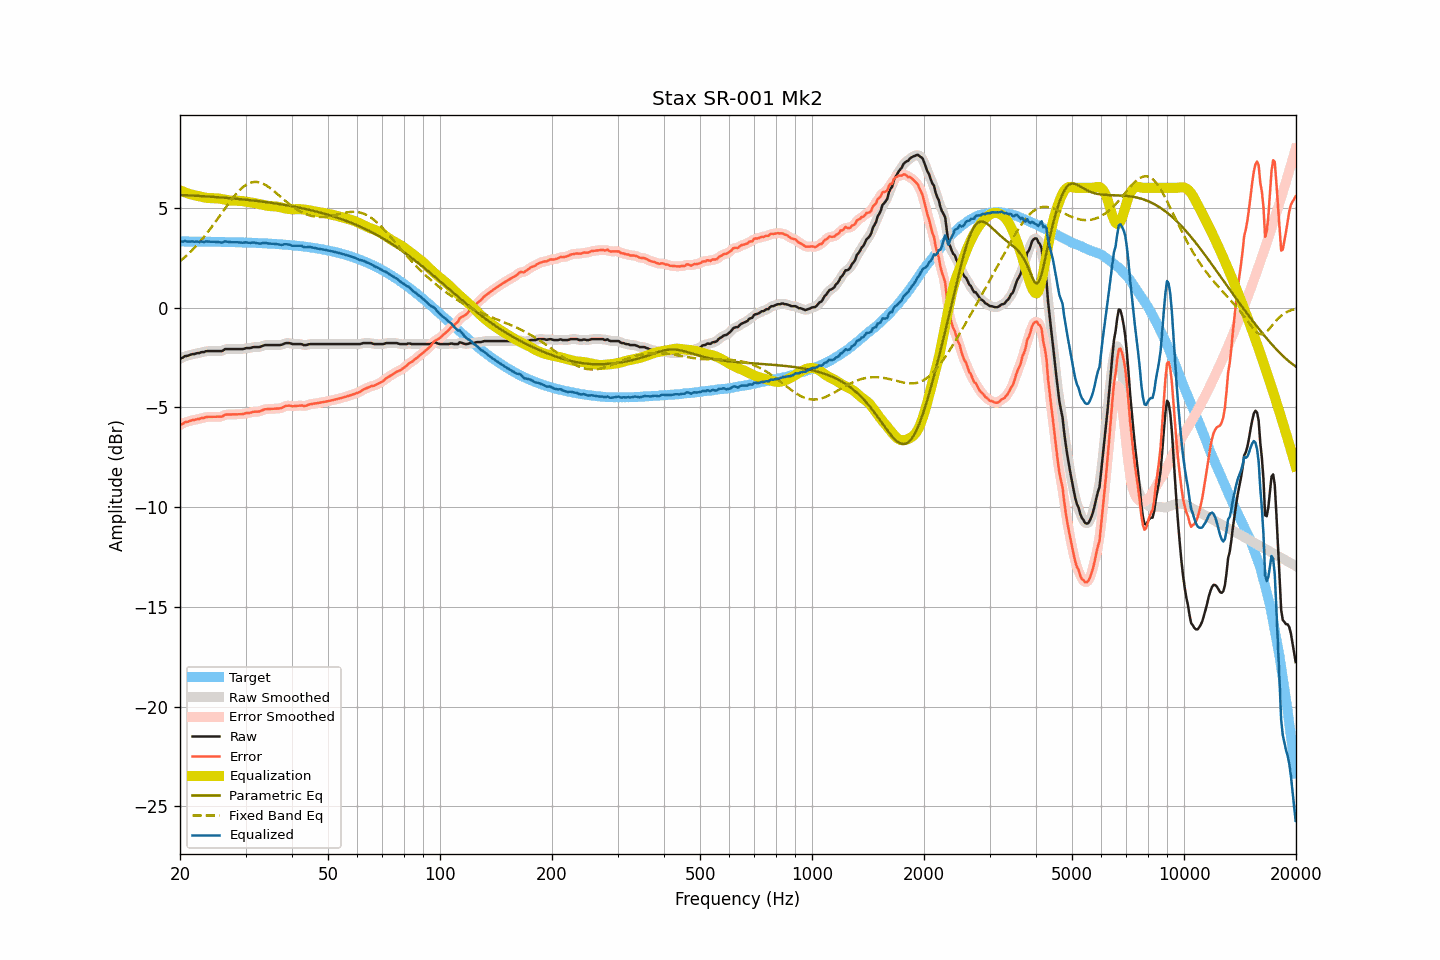 Stax SR-001 Mk2
Amplitude (dBr)
5
0
−5
−10
−15
−20
−25
Target
Raw Smoothed
Error Smoothed
Raw
Error
Equalization
Parametric Eq
Fixed Band Eq
Equalized
20 50 100 200 500 1000 2000 5000 10000 20000
Frequency (Hz)